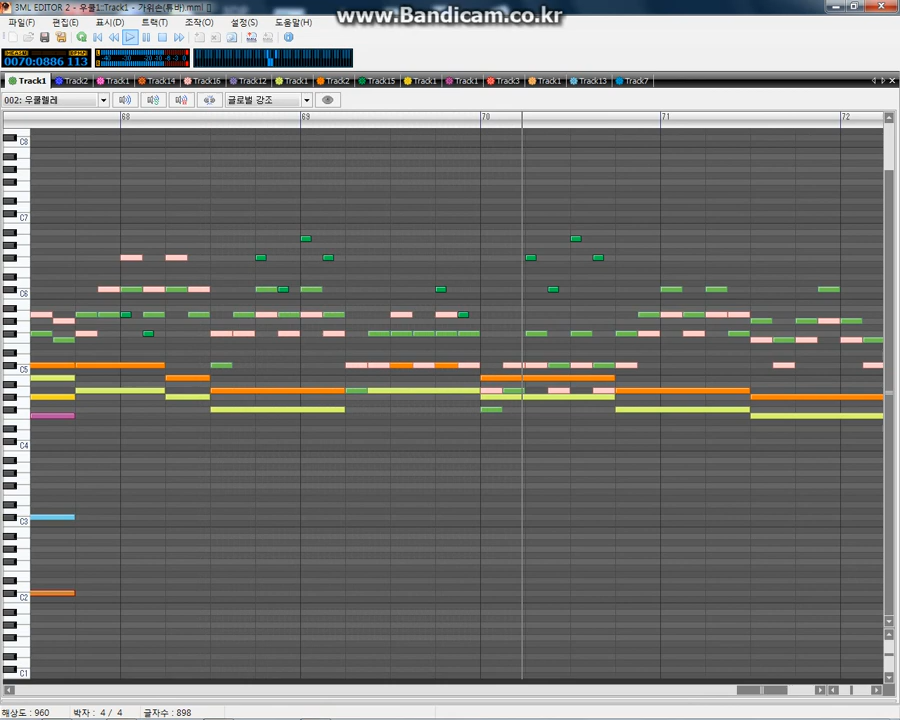 3ML EDITOR 2 - 우쿨1:Track1 - 가위손(튜바).mml
www.Bandicam.co.kr
파일(F) 편집(E) 표시(D) 트랙(T) 조작(O) 설정(S) 도움말(H)
0070:0886 113
Track1 Track2 Track1 Track14 Track16 Track12 Track1 Track2 Track15 Track1 Track1 Track3 Track1 Track13 Track7
002: 우쿨렐레 글로벌 강조
68 69 70 71 72
C8
C7
C6
C5
C4
C3
C2
C1
해상도 : 960 박자 : 4 / 4 글자수 : 898